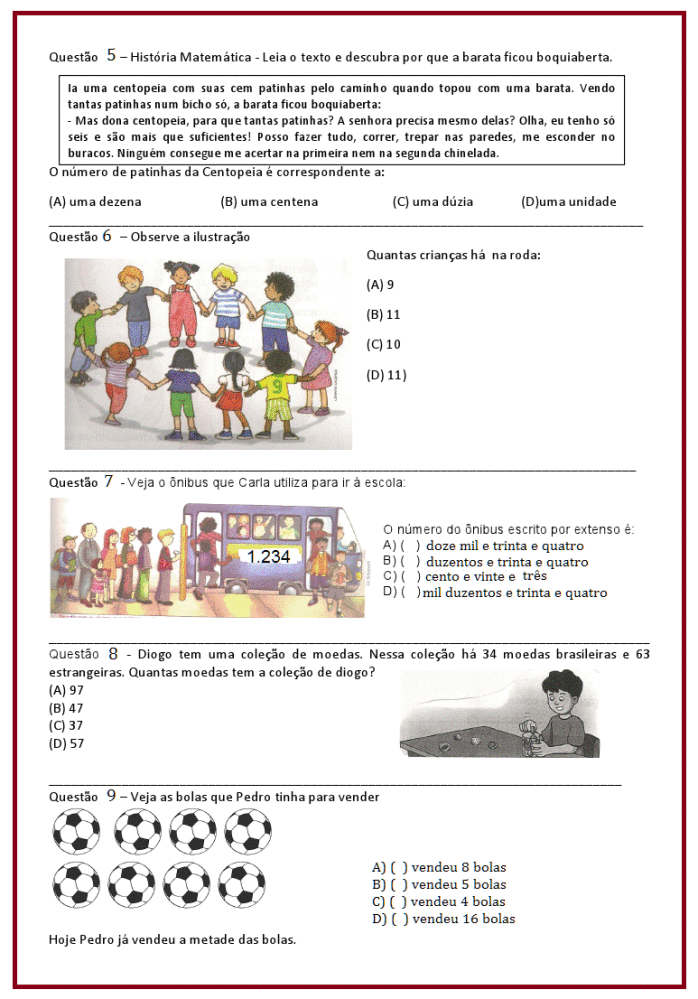 Questão 5 – História Matemática - Leia o texto e descubra por que a barata ficou boquiaberta.
Ia uma centopeia com suas cem patinhas pelo caminho quando topou com uma barata. Vendo
tantas patinhas num bicho só, a barata ficou boquiaberta:
- Mas dona centopeia, para que tantas patinhas? A senhora precisa mesmo delas? Olha, eu tenho só
seis e são mais que suficientes! Posso fazer tudo, correr, trepar nas paredes, me esconder no
buracos. Ninguém consegue me acertar na primeira nem na segunda chinelada.
O número de patinhas da Centopeia é correspondente a:
(A) uma dezena (B) uma centena (C) uma dúzia (D)uma unidade
Questão 6 – Observe a ilustração
Quantas crianças há na roda:
(A) 9
(B) 11
(C) 10
(D) 11)
9
Questão 7 - Veja o ônibus que Carla utiliza para ir à escola:
1.234
O número do ônibus escrito por extenso é:
A) ( ) doze mil e trinta e quatro
B) ( ) duzentos e trinta e quatro
C) ( ) cento e vinte e três
D) ( ) mil duzentos e trinta e quatro
Questão 8 - Diogo tem uma coleção de moedas. Nessa coleção há 34 moedas brasileiras e 63
estrangeiras. Quantas moedas tem a coleção de diogo?
(A) 97
(B) 47
(C) 37
(D) 57
Questão 9 – Veja as bolas que Pedro tinha para vender
A) ( ) vendeu 8 bolas
B) ( ) vendeu 5 bolas
C) ( ) vendeu 4 bolas
D) ( ) vendeu 16 bolas
Hoje Pedro já vendeu a metade das bolas.